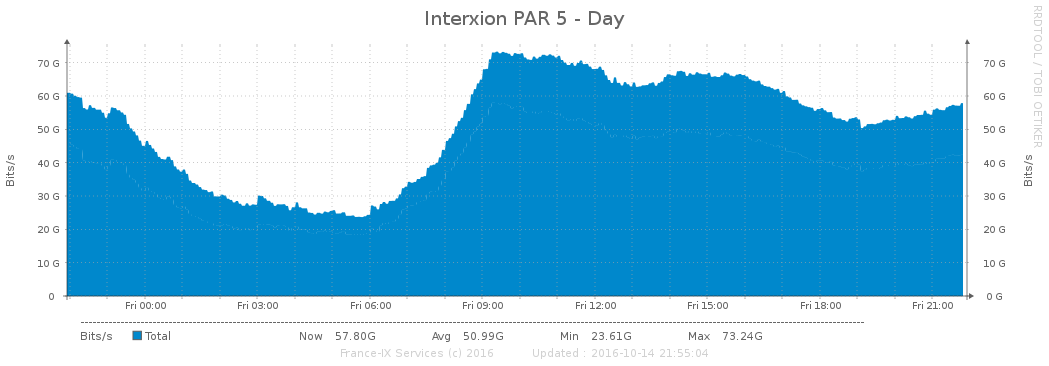 Interxion PAR 5 - Day
RRDTOOL / TOBI OETIKER
Bits/s
70 G
60 G
50 G
40 G
30 G
20 G
10 G
0
70 G
60 G
50 G
40 G
30 G
20 G
10 G
0 G
Bits/s
Fri 00:00 Fri 03:00 Fri 06:00 Fri 09:00 Fri 12:00 Fri 15:00 Fri 18:00 Fri 21:00
Bits/s Total Now 57.80G Avg 50.99G Min 23.61G Max 73.24G
France-IX Services (c) 2016 Updated : 2016-10-14 21:55:04